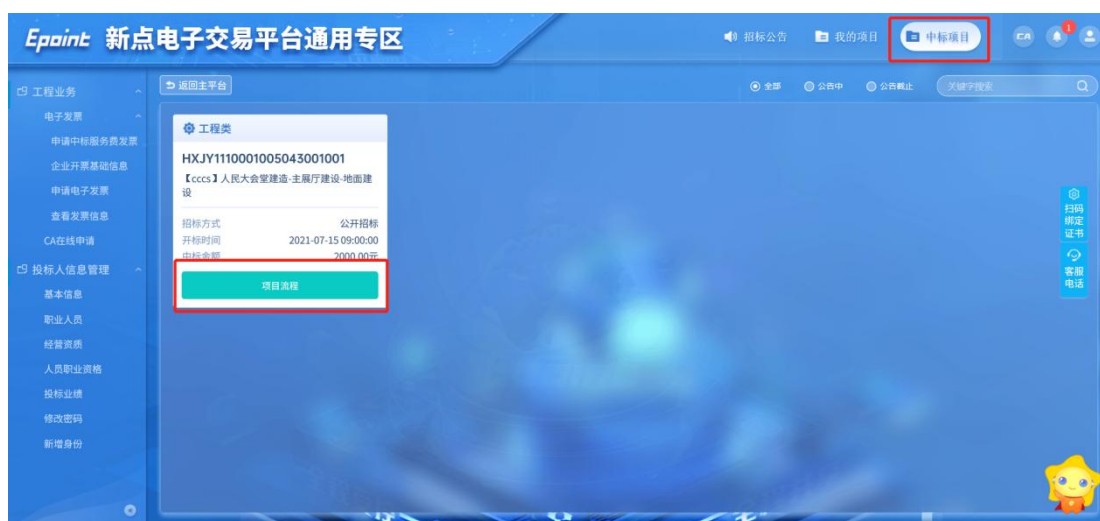 Epoint 新点电子交易平台通用专区
招标公告
我的项目
中标项目
CA
1
工程业务
电子发票
申请中标服务费发票
企业开票基础信息
申请电子发票
查看发票信息
CA在线申请
投标人信息管理
基本信息
职业人员
经营资质
人员职业资格
投标业绩
修改密码
新增身份
返回主平台
全部
公告中
公告截止
关键字搜索
工程类
HXJY1110001005043001001
【cccs】人民大会堂建造-主展厅建设-地面建
设
招标方式 公开招标
开标时间 2021-07-15 09:00:00
中标金额 2000.00元
项目流程
扫码
绑定
证书
客服
电话